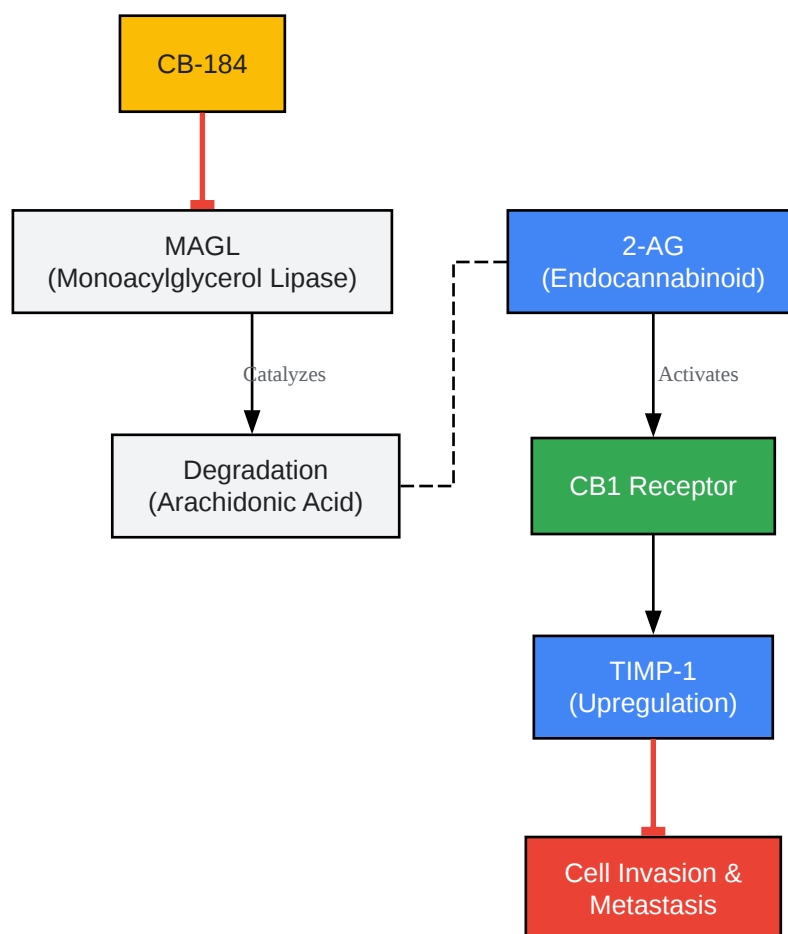 CB-184
MAGL
(Monoacylglycerol Lipase)
2-AG
(Endocannabinoid)
Catalyzes
Activates
Degradation
(Arachidonic Acid)
CB1 Receptor
TIMP-1
(Upregulation)
Cell Invasion &
Metastasis